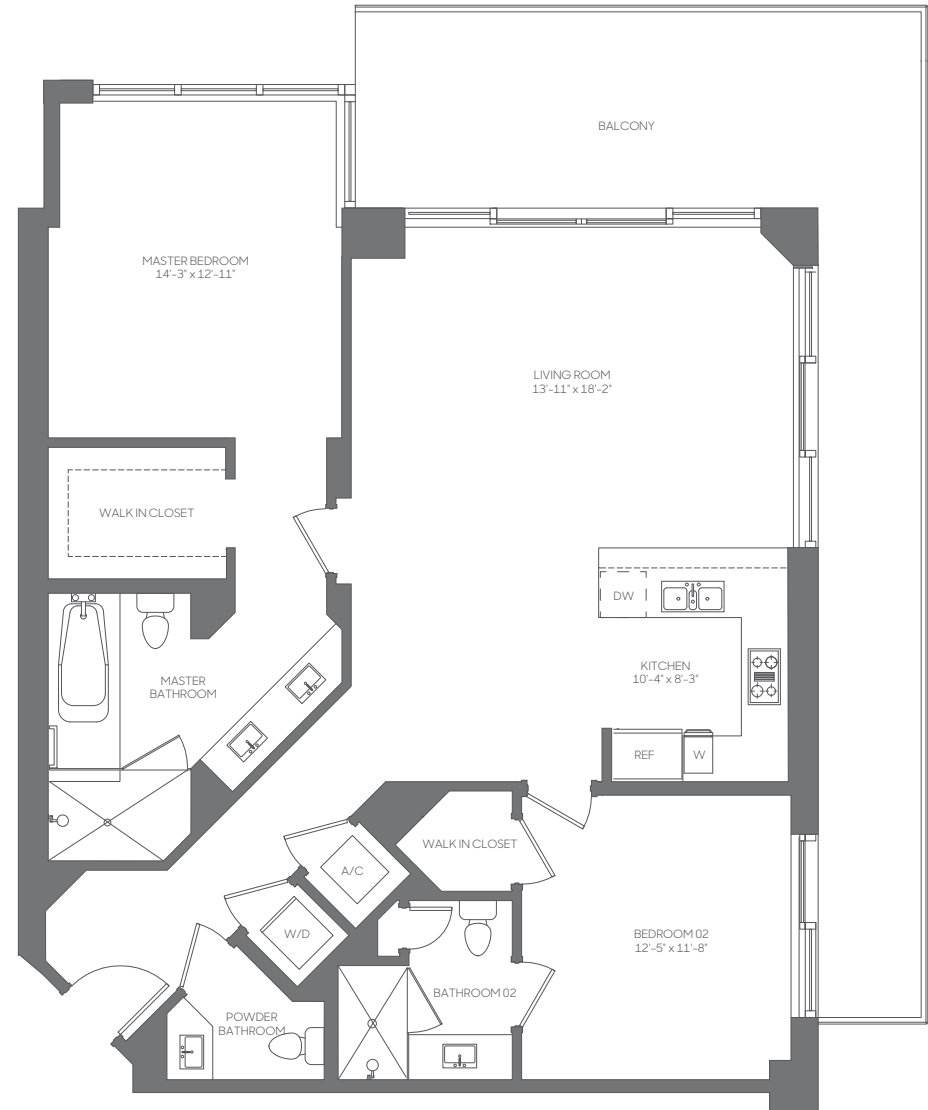 BALCONY
MASTER BEDROOM
14'-3" x 12'-11"
LIVING ROOM
13'-11" x 18'-2"
WALK IN CLOSET
DW
KITCHEN
10'-4" x 8'-3"
MASTER
BATHROOM
REF
W
WALK IN CLOSET
A/C
W/D
BEDROOM 02
12'-5" x 11'-8"
BATHROOM 02
POWDER
BATHROOM